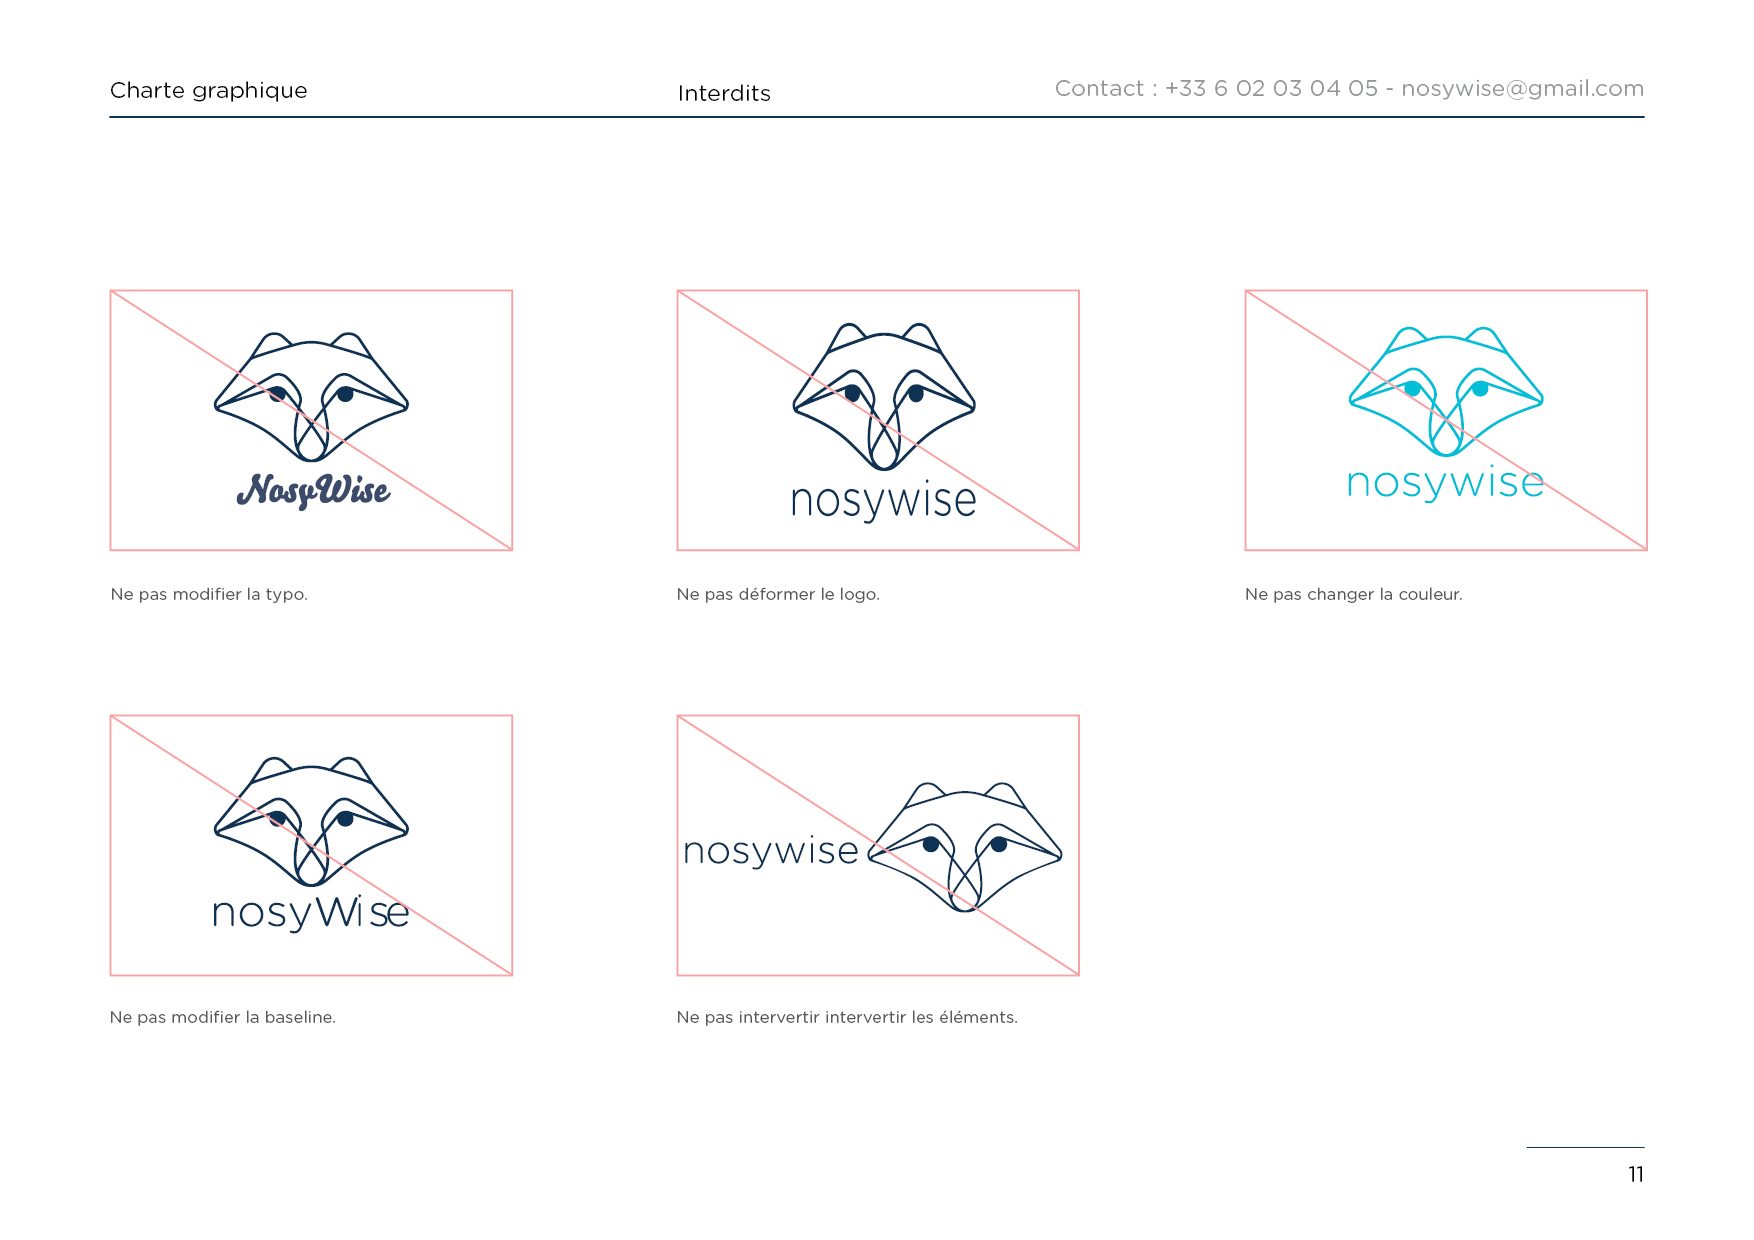 Charte graphique
Interdits
Contact : +33 6 02 03 04 05 - nosywise@gmail.com
NosyWise
nosywise
nosywise
Ne pas modifier la typo.
Ne pas déformer le logo.
Ne pas changer la couleur.
nosyWise
nosywise
Ne pas modifier la baseline.
Ne pas intervertir intervertir les éléments.
11